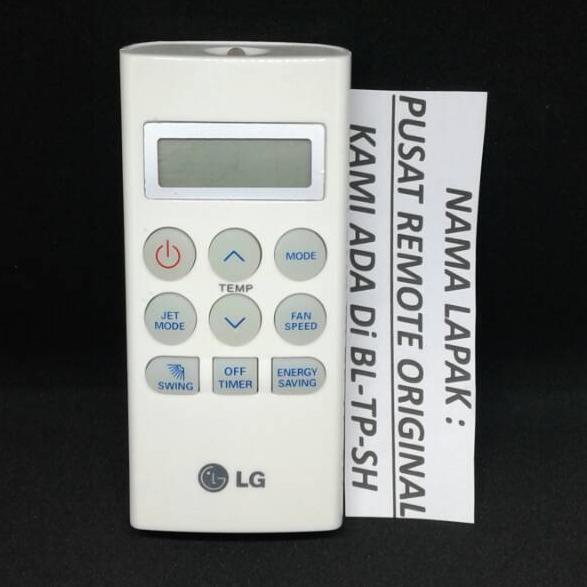 MODE
TEMP
JET
MODE
FAN
SPEED
SWING
OFF
TIMER
ENERGY
SAVING
LG
NAMA LAPAK :
PUSAT REMOTE ORIGINAL
KAMI ADA Di BL-TP-SH